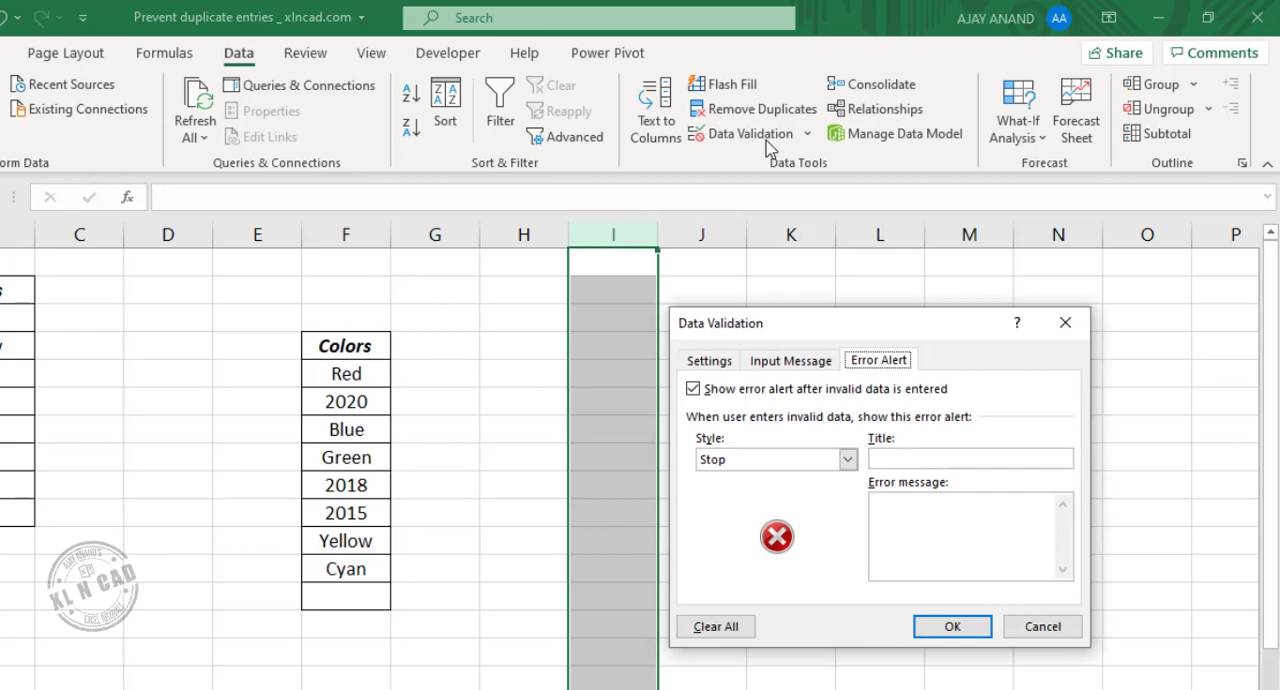 Prevent duplicate entries _ xlncad.com
Search
AJAY ANAND
AA
Page Layout
Formulas
Data
Review
View
Developer
Help
Power Pivot
Share
Comments
Recent Sources
Existing Connections
Refresh
All
Queries & Connections
Properties
Edit Links
Sort
Filter
Clear
Reapply
Advanced
Text to
Columns
Flash Fill
Remove Duplicates
Data Validation
Consolidate
Relationships
Manage Data Model
What-If
Analysis
Forecast
Sheet
Group
Ungroup
Subtotal
orm Data
Queries & Connections
Sort & Filter
Data Tools
Forecast
Outline
fx
C D E F G H I J K L M N O P
s
y
Colors
Red
2020
Blue
Green
2018
2015
Yellow
Cyan
Data Validation
?
Settings
Input Message
Error Alert
Show error alert after invalid data is entered
When user enters invalid data, show this error alert:
Style:
Stop
Title:
Error message:
Clear All
OK
Cancel
XL N CAD